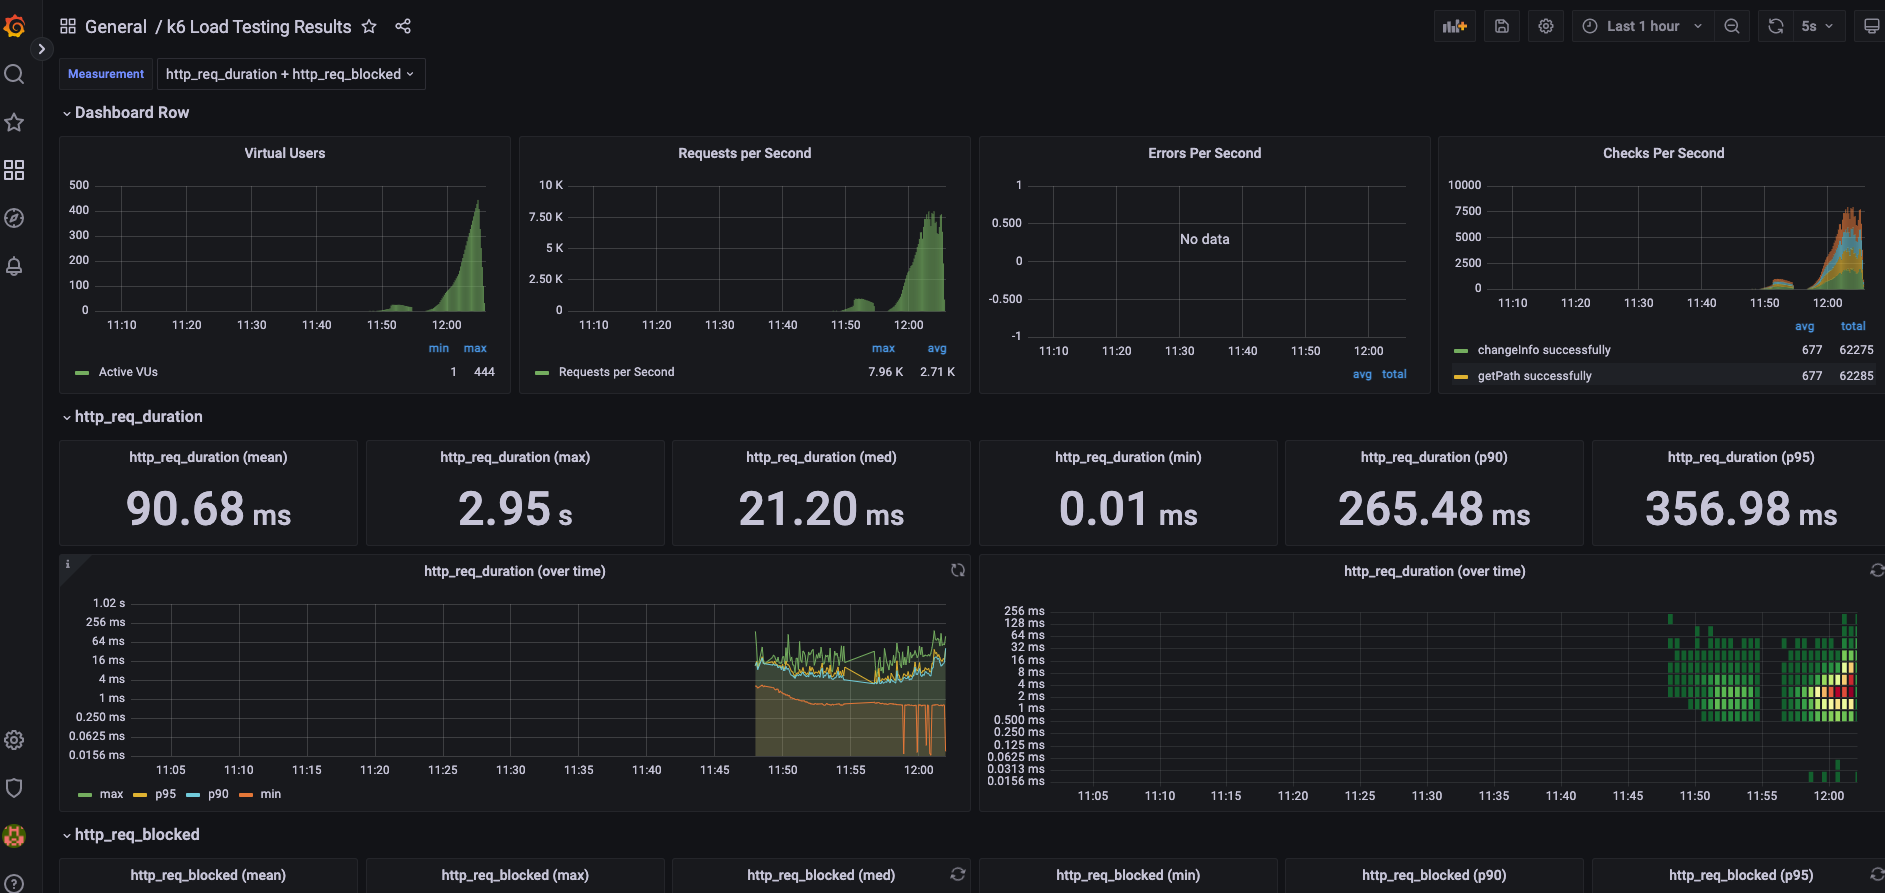 General / k6 Load Testing Results
Last 1 hour
5s
Measurement
http_req_duration + http_req_blocked
Dashboard Row
Virtual Users
500
400
300
200
100
0
11:10 11:20 11:30 11:40 11:50 12:00
min max
Active VUs 1 444
Requests per Second
10 K
7.50 K
5 K
2.50 K
0
11:10 11:20 11:30 11:40 11:50 12:00
max avg
Requests per Second 7.96 K 2.71 K
Errors Per Second
1
0.500
0
-0.500
-1
No data
11:10 11:20 11:30 11:40 11:50 12:00
avg total
Checks Per Second
10000
7500
5000
2500
0
11:10 11:20 11:30 11:40 11:50 12:00
avg total
changeInfo successfully 677 62275
getPath successfully 677 62285
http_req_duration
http_req_duration (mean)
90.68 ms
http_req_duration (max)
2.95 s
http_req_duration (med)
21.20 ms
http_req_duration (min)
0.01 ms
http_req_duration (p90)
265.48 ms
http_req_duration (p95)
356.98 ms
http_req_duration (over time)
1.02 s
256 ms
64 ms
16 ms
4 ms
1 ms
0.250 ms
0.0625 ms
0.0156 ms
11:05 11:10 11:15 11:20 11:25 11:30 11:35 11:40 11:45 11:50 11:55 12:00
max p95 p90 min
http_req_duration (over time)
256 ms
128 ms
64 ms
32 ms
16 ms
8 ms
4 ms
2 ms
1 ms
0.500 ms
0.250 ms
0.125 ms
0.0625 ms
0.0313 ms
0.0156 ms
11:05 11:10 11:15 11:20 11:25 11:30 11:35 11:40 11:45 11:50 11:55 12:00
http_req_blocked
http_req_blocked (mean)
http_req_blocked (max)
http_req_blocked (med)
http_req_blocked (min)
http_req_blocked (p90)
http_req_blocked (p95)